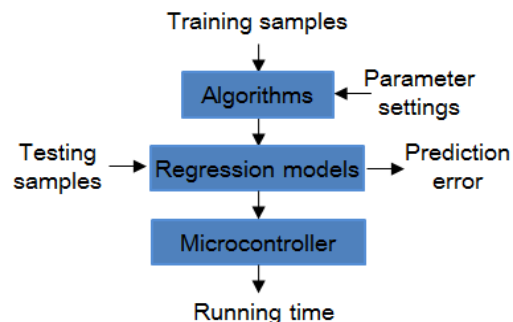 Training samples
Algorithms
Parameter
settings
Testing
samples
Regression models
Prediction
error
Microcontroller
Running time